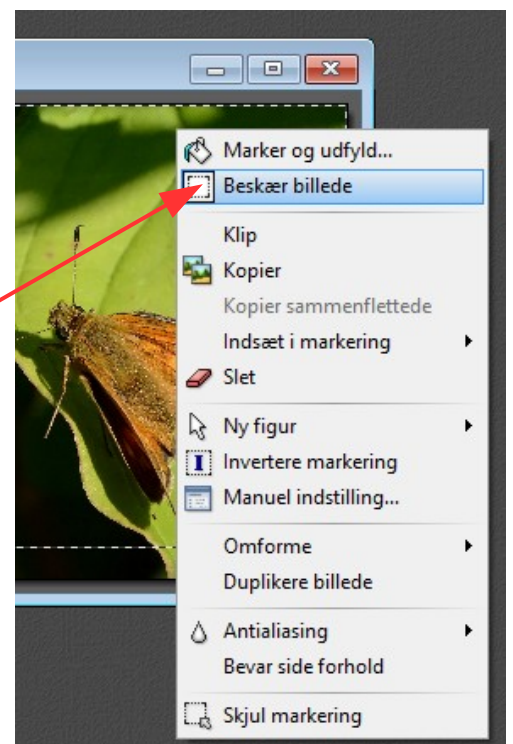 Marker og udfyld...
Beskær billede
Klip
Kopier
Kopier sammenflettede
Indsæt i markering
Slet
Ny figur
Invertere markering
Manuel indstilling...
Omforme
Duplikere billede
Antialiasing
Bevar side forhold
Skjul markering